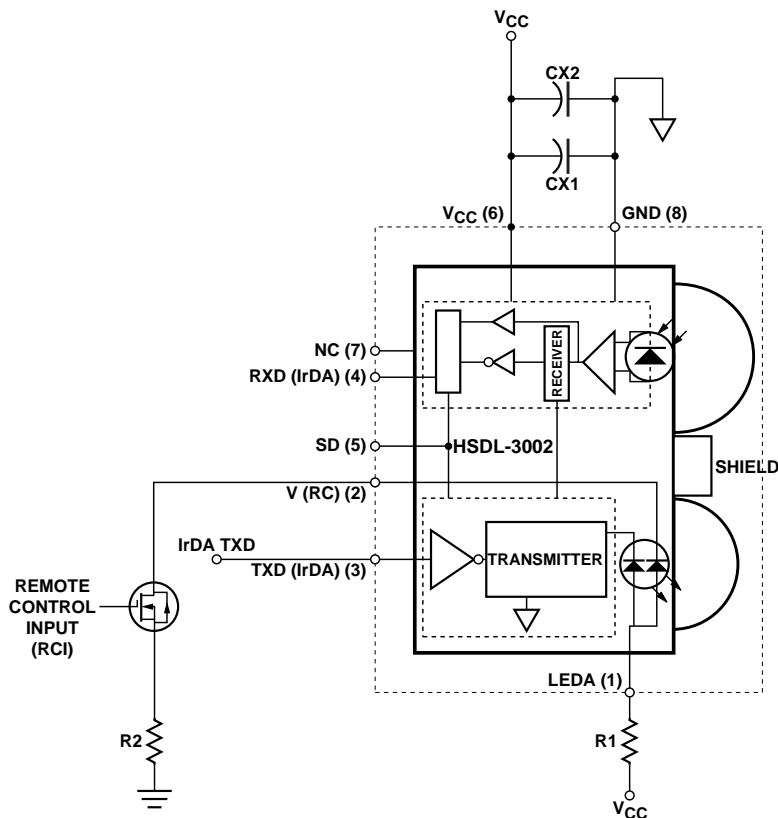 VCC
CX2
CX1
VCC (6)
GND (8)
NC (7)
RXD (IrDA) (4)
RECEIVER
SD (5)
HSDL-3002
SHIELD
V (RC) (2)
IrDA TXD
TXD (IrDA) (3)
TRANSMITTER
REMOTE
CONTROL
INPUT
(RCI)
LEDA (1)
R2
R1
VCC